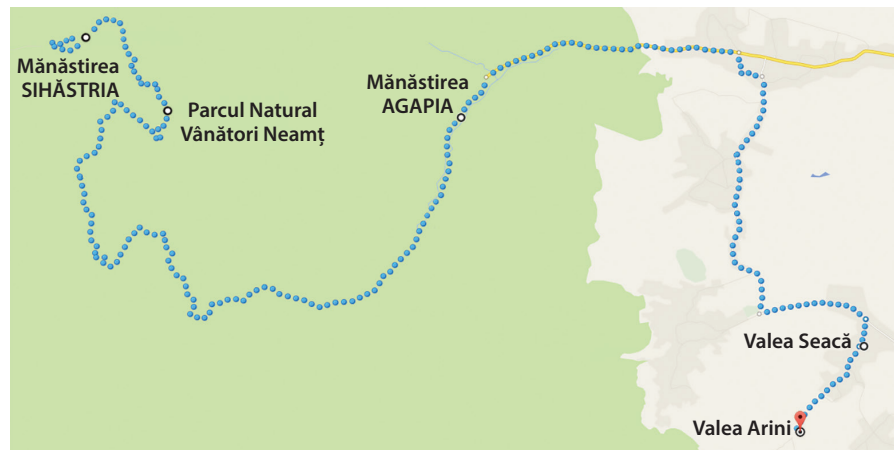 Mănăstirea
SIHĂSTRIA
Parcul Natural
Vânători Neamț
Mănăstirea
AGAPIA
Valea Seacă
Valea Arini